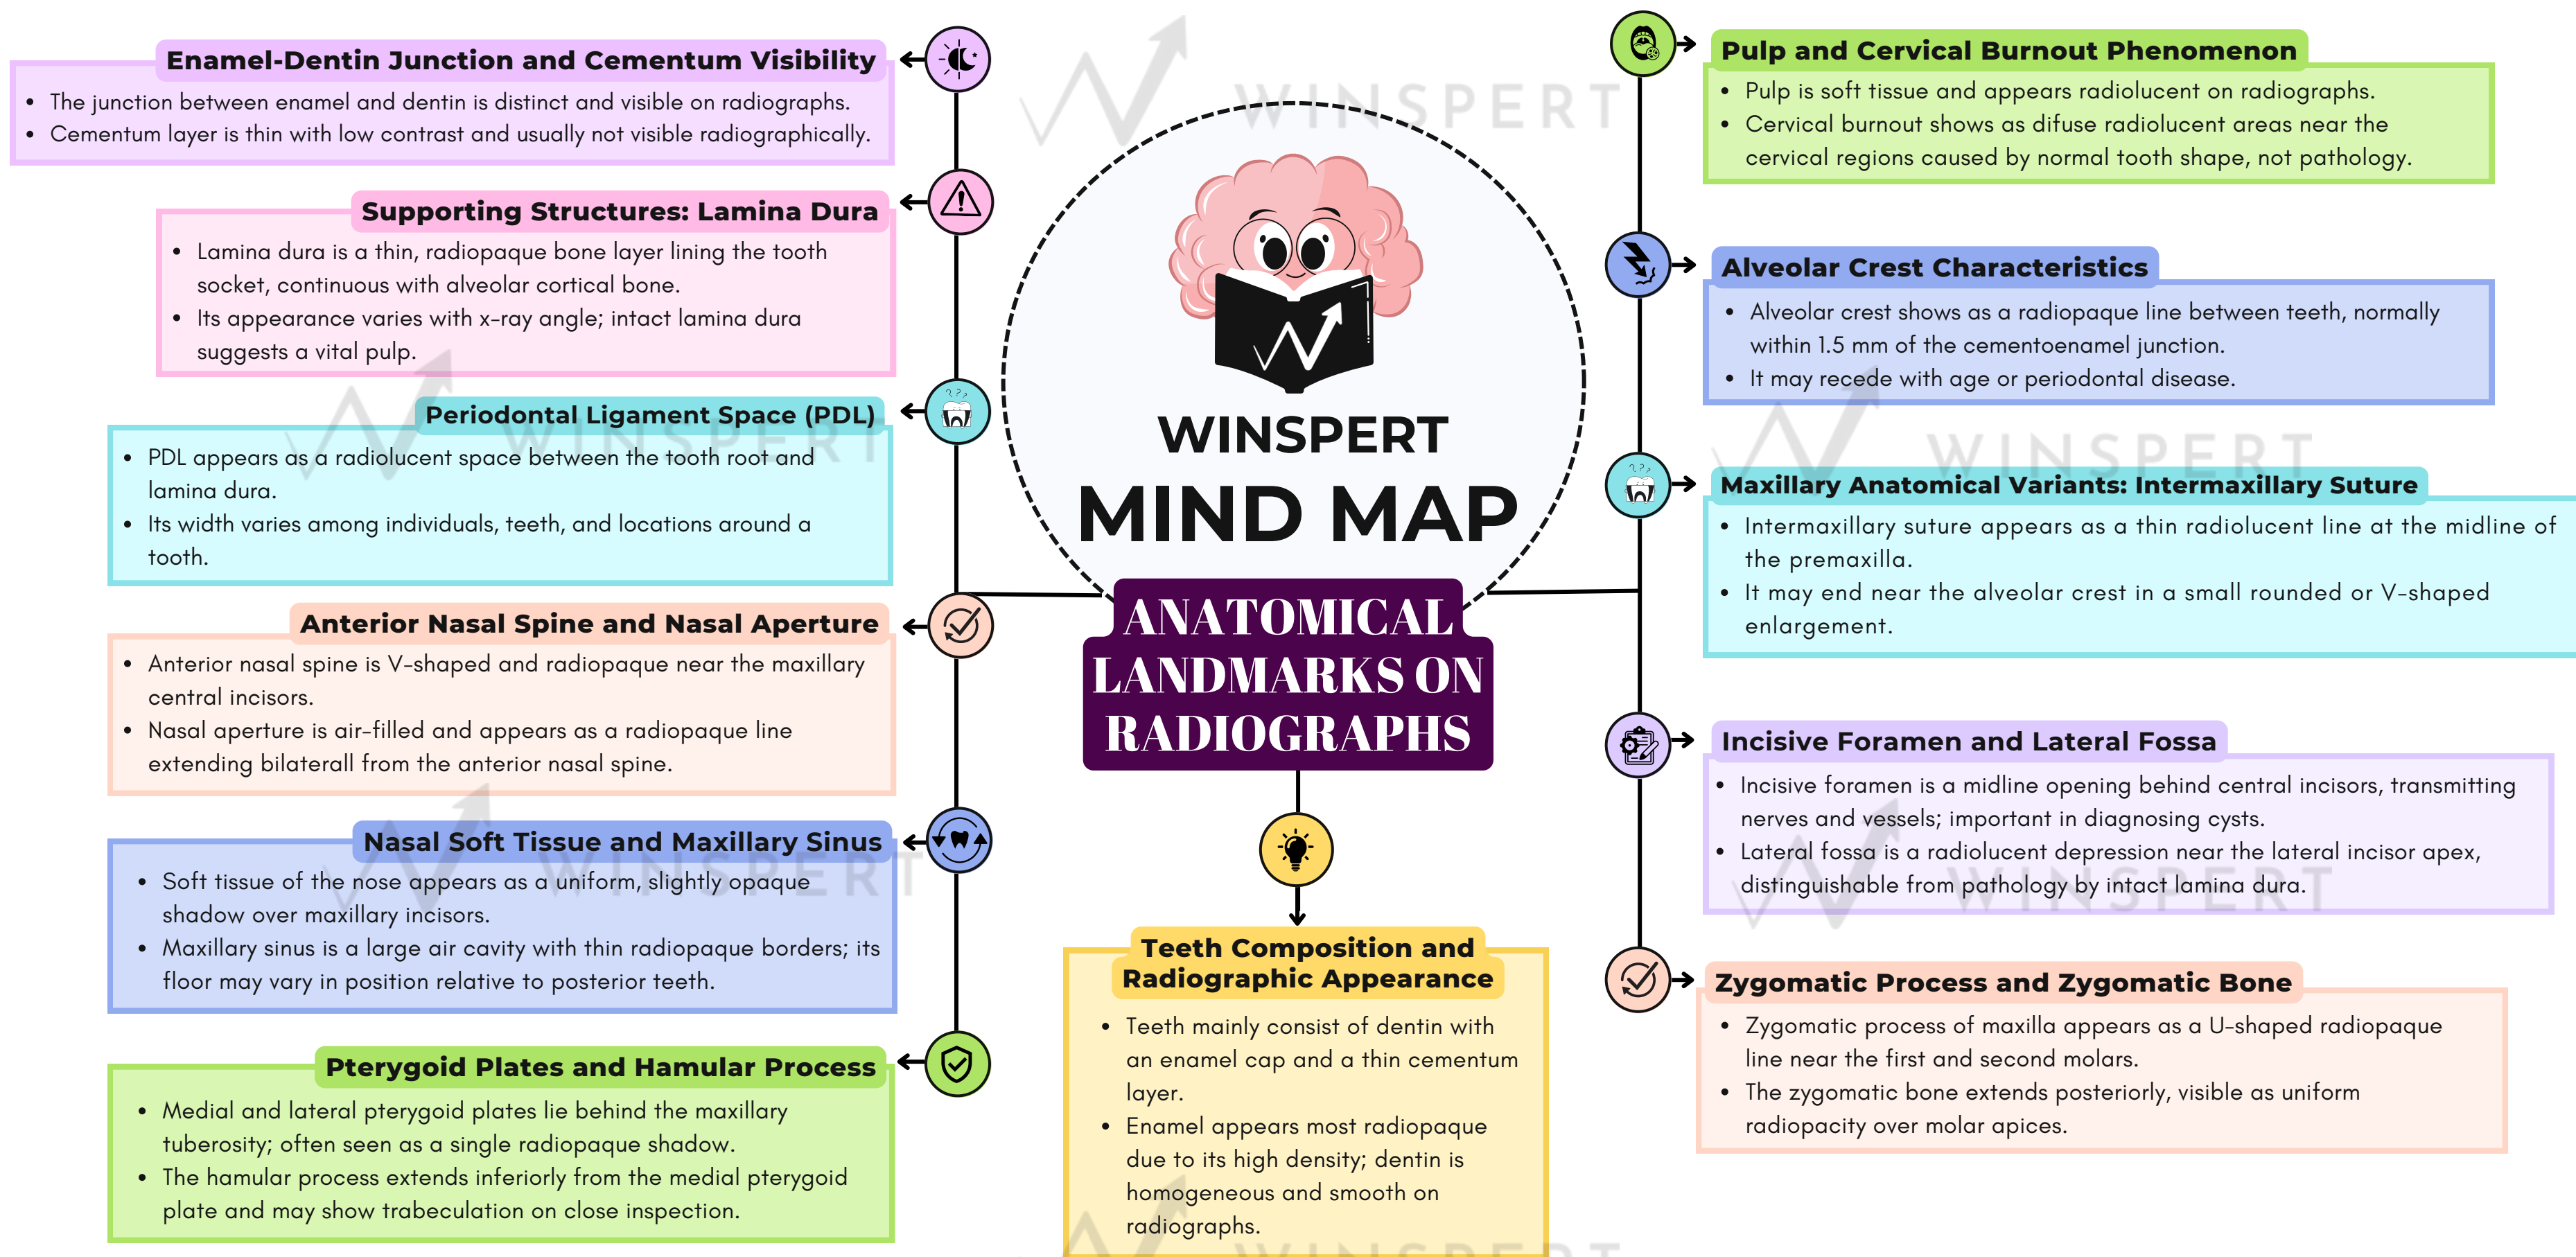 Enamel-Dentin Junction and Cementum Visibility
• The junction between enamel and dentin is distinct and visible on radiographs.
• Cementum layer is thin with low contrast and usually not visible radiographically.
Supporting Structures: Lamina Dura
• Lamina dura is a thin, radiopaque bone layer lining the tooth
socket, continuous with alveolar cortical bone.
• Its appearance varies with x-ray angle; intact lamina dura
suggests a vital pulp.
Periodontal Ligament Space (PDL)
• PDL appears as a radiolucent space between the tooth root and
lamina dura.
• Its width varies among individuals, teeth, and locations around a
tooth.
Anterior Nasal Spine and Nasal Aperture
• Anterior nasal spine is V-shaped and radiopaque near the maxillary
central incisors.
• Nasal aperture is air-filled and appears as a radiopaque line
extending bilaterall from the anterior nasal spine.
Nasal Soft Tissue and Maxillary Sinus
• Soft tissue of the nose appears as a uniform, slightly opaque
shadow over maxillary incisors.
• Maxillary sinus is a large air cavity with thin radiopaque borders; its
floor may vary in position relative to posterior teeth.
Pterygoid Plates and Hamular Process
• Medial and lateral pterygoid plates lie behind the maxillary
tuberosity; often seen as a single radiopaque shadow.
• The hamular process extends inferiorly from the medial pterygoid
plate and may show trabeculation on close inspection.
WINSPERT
WINSPERT
MIND MAP
ANATOMICAL
LANDMARKS ON
RADIOGRAPHS
Teeth Composition and
Radiographic Appearance
• Teeth mainly consist of dentin with
an enamel cap and a thin cementum
layer.
• Enamel appears most radiopaque
due to its high density; dentin is
homogeneous and smooth on
radiographs.
Pulp and Cervical Burnout Phenomenon
• Pulp is soft tissue and appears radiolucent on radiographs.
• Cervical burnout shows as difuse radiolucent areas near the
cervical regions caused by normal tooth shape, not pathology.
Alveolar Crest Characteristics
• Alveolar crest shows as a radiopaque line between teeth, normally
within 1.5 mm of the cementoenamel junction.
• It may recede with age or periodontal disease.
Maxillary Anatomical Variants: Intermaxillary Suture
• Intermaxillary suture appears as a thin radiolucent line at the midline of
the premaxilla.
• It may end near the alveolar crest in a small rounded or V-shaped
enlargement.
Incisive Foramen and Lateral Fossa
• Incisive foramen is a midline opening behind central incisors, transmitting
nerves and vessels; important in diagnosing cysts.
• Lateral fossa is a radiolucent depression near the lateral incisor apex,
distinguishable from pathology by intact lamina dura.
Zygomatic Process and Zygomatic Bone
• Zygomatic process of maxilla appears as a U-shaped radiopaque
line near the first and second molars.
• The zygomatic bone extends posteriorly, visible as uniform
radiopacity over molar apices.
WINSPERT
WINSPERT
WINSPERT
WINSPERT
WINSPERT